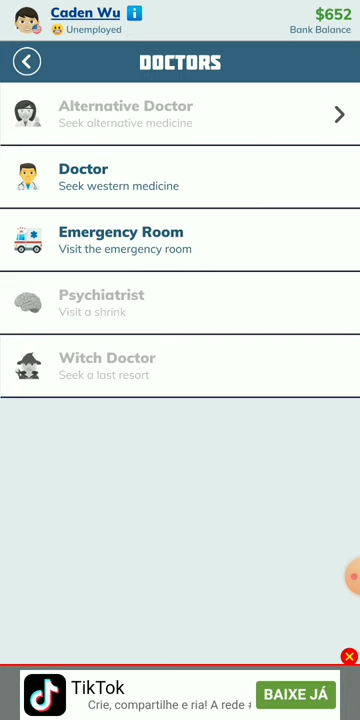 Caden Wu
$652
Unemployed
Bank Balance
DOCTORS
Alternative Doctor
Seek alternative medicine
Doctor
Seek western medicine
Emergency Room
Visit the emergency room
Psychiatrist
Visit a shrink
Witch Doctor
Seek a last resort
TikTok
Crie, compartilhe e ria! A rede
BAIXE JÁ